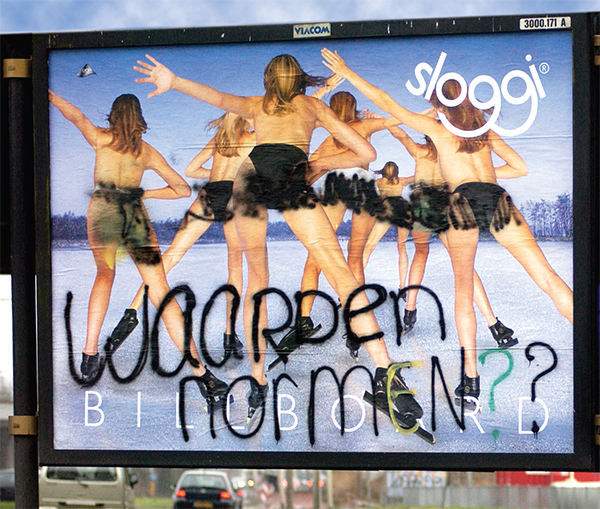 VIACOM
3000.171 A
sloggi®
Waarden
normen??
BILLBOARD